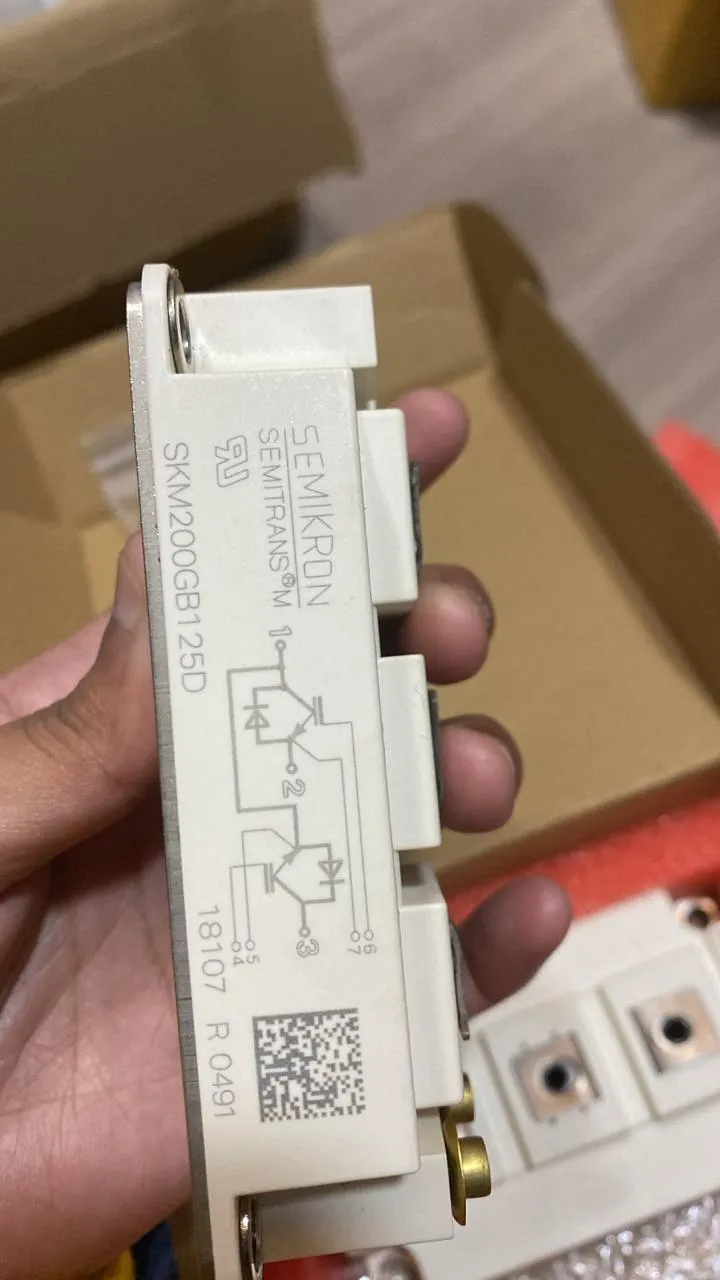 SEMIKRON
SEMITRANS®M
SKM200GB125D
1
2
3
6
7
5
4
18107 R 0491